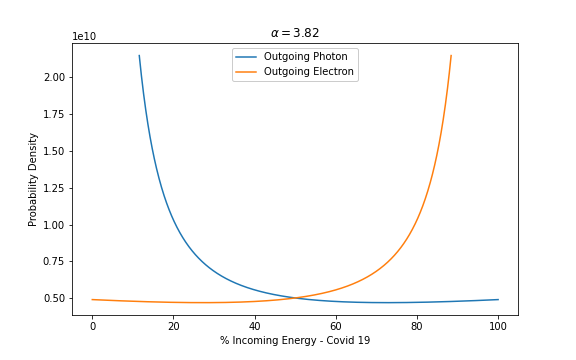 α = 3.82
1e10
Outgoing Photon
Outgoing Electron
Probability Density
2.00
1.75
1.50
1.25
1.00
0.75
0.50
0 20 40 60 80 100
% Incoming Energy - Covid 19